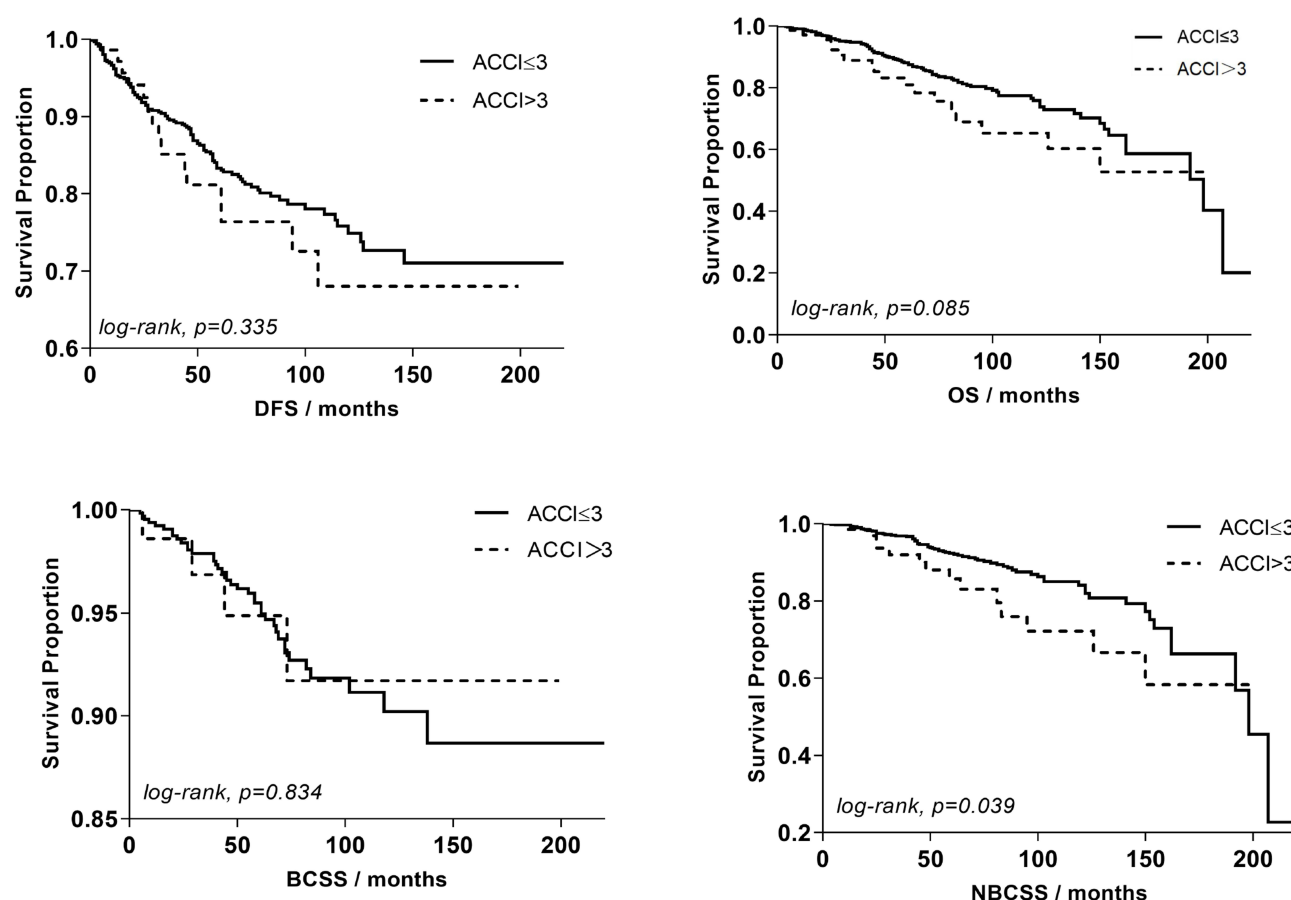 1.0
0.9
0.8
0.7
0.6
Survival Proportion
ACCI≤3
ACCI>3
log-rank, p=0.335
0 50 100 150 200
DFS / months
1.0
0.8
0.6
0.4
0.2
0.0
Survival Proportion
ACCI≤3
ACCI>3
log-rank, p=0.085
0 50 100 150 200
OS / months
1.00
0.95
0.90
0.85
Survival Proportion
ACCI≤3
ACCI>3
log-rank, p=0.834
0 50 100 150 200
BCSS / months
1.0
0.8
0.6
0.4
0.2
Survival Proportion
ACCI≤3
ACCI>3
log-rank, p=0.039
0 50 100 150 200
NBCSS / months